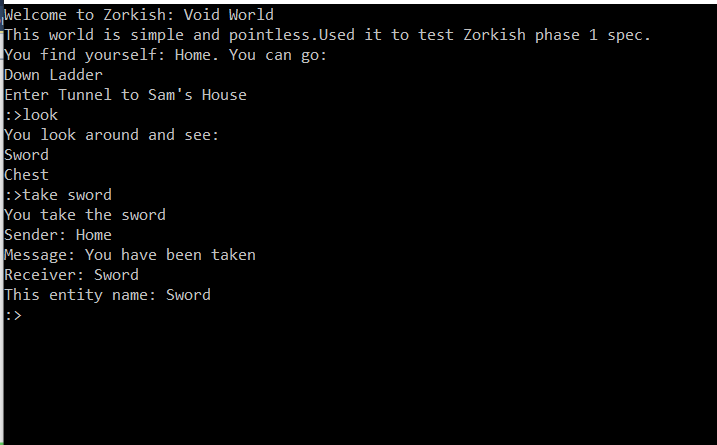 Welcome to Zorkish: Void World
This world is simple and pointless.Used it to test Zorkish phase 1 spec.
You find yourself: Home. You can go:
Down Ladder
Enter Tunnel to Sam's House
:>look
You look around and see:
Sword
Chest
:>take sword
You take the sword
Sender: Home
Message: You have been taken
Receiver: Sword
This entity name: Sword
:>